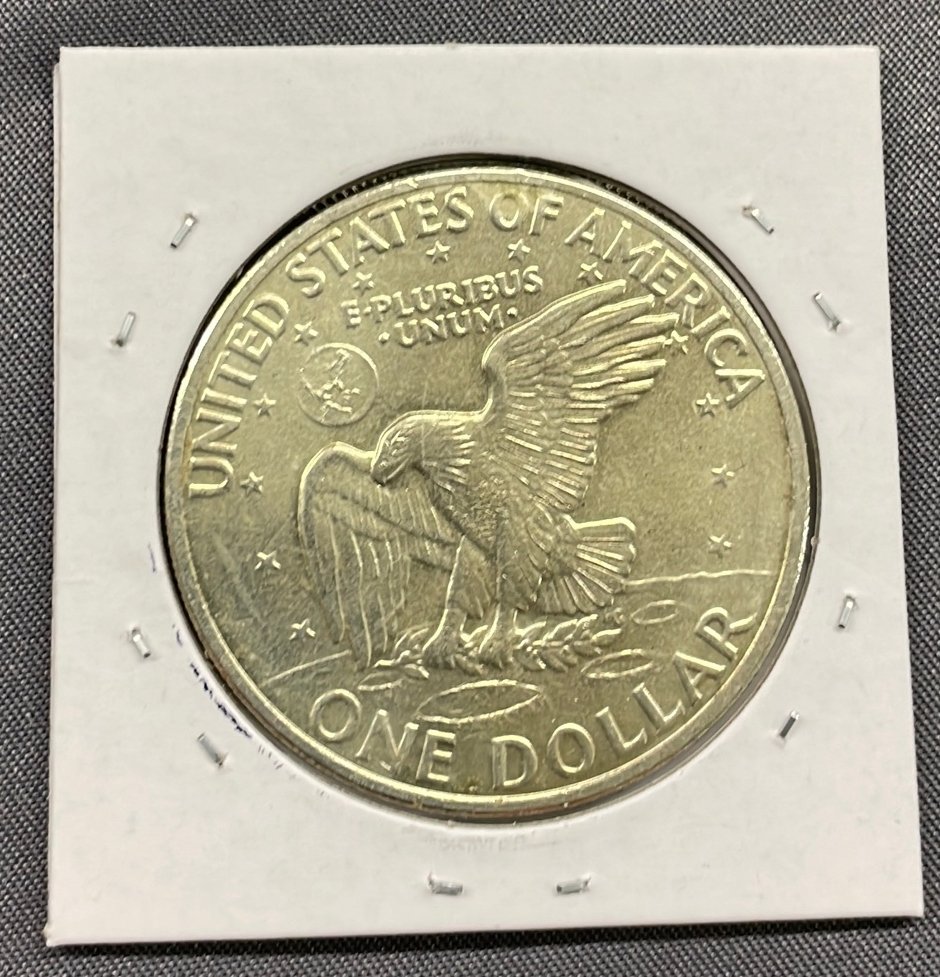 UNITED STATES OF AMERICA
E·PLURIBUS
·UNUM·
ONE DOLLAR